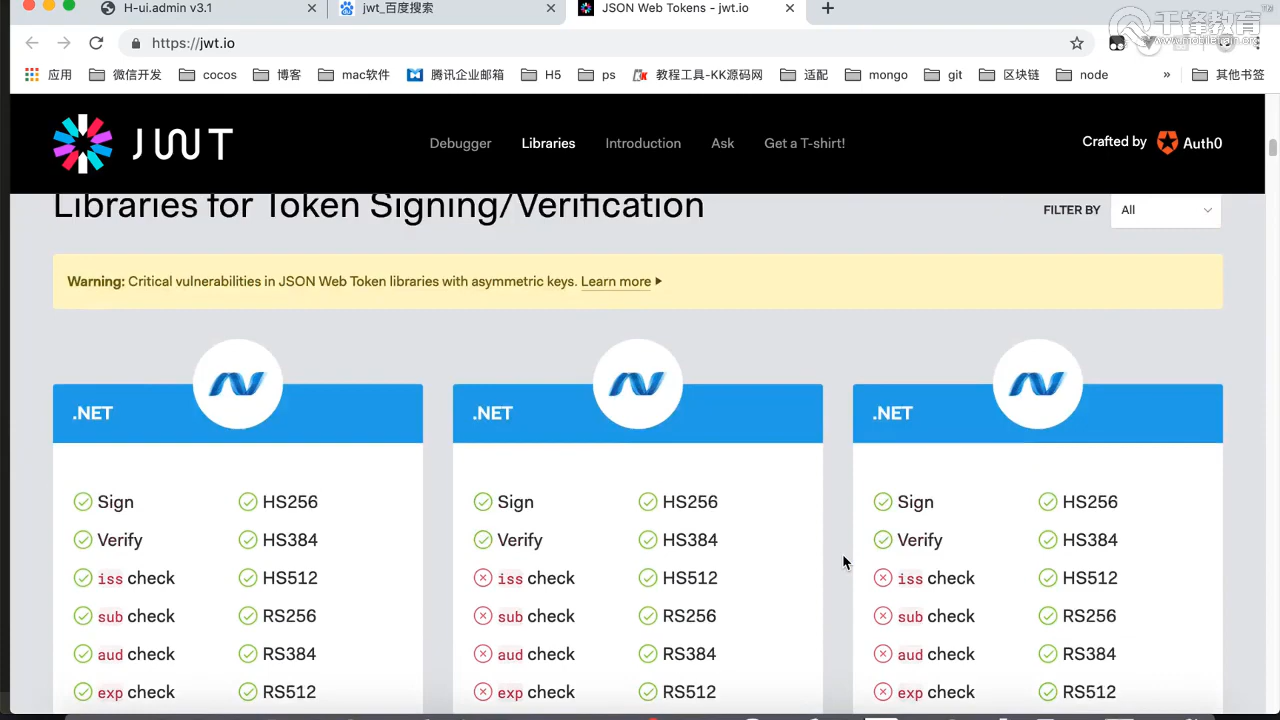 H-ui.admin v3.1
jwt_百度搜索
JSON Web Tokens - jwt.io
https://jwt.io
千锋教育
www.mobiletrain.org
应用
微信开发
cocos
博客
mac软件
腾讯企业邮箱
H5
ps
教程工具-KK源码网
适配
mongo
git
区块链
node
»
其他书签
JWT
Debugger
Libraries
Introduction
Ask
Get a T-shirt!
Crafted by
Auth0
Libraries for Token Signing/Verification
FILTER BY
All
Warning: Critical vulnerabilities in JSON Web Token libraries with asymmetric keys. Learn more
.NET
Sign
HS256
Verify
HS384
iss check
HS512
sub check
RS256
aud check
RS384
exp check
RS512
.NET
Sign
HS256
Verify
HS384
iss check
HS512
sub check
RS256
aud check
RS384
exp check
RS512
.NET
Sign
HS256
Verify
HS384
iss check
HS512
sub check
RS256
aud check
RS384
exp check
RS512